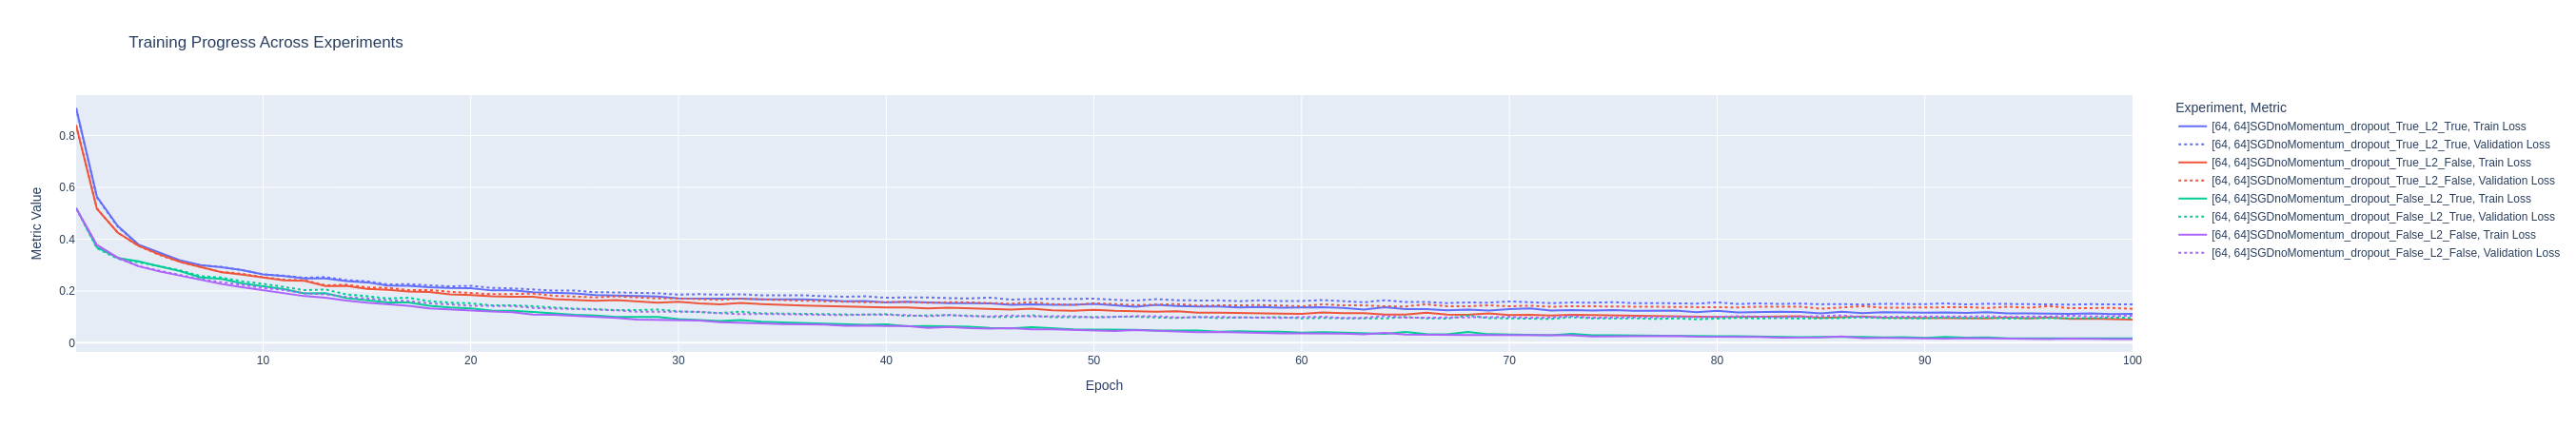 Training Progress Across Experiments
Metric Value
0.8
0.6
0.4
0.2
0
10
20
30
40
50
60
70
80
90
100
Epoch
Experiment, Metric
[64, 64]SGDnoMomentum_dropout_True_L2_True, Train Loss
[64, 64]SGDnoMomentum_dropout_True_L2_True, Validation Loss
[64, 64]SGDnoMomentum_dropout_True_L2_False, Train Loss
[64, 64]SGDnoMomentum_dropout_True_L2_False, Validation Loss
[64, 64]SGDnoMomentum_dropout_False_L2_True, Train Loss
[64, 64]SGDnoMomentum_dropout_False_L2_True, Validation Loss
[64, 64]SGDnoMomentum_dropout_False_L2_False, Train Loss
[64, 64]SGDnoMomentum_dropout_False_L2_False, Validation Loss